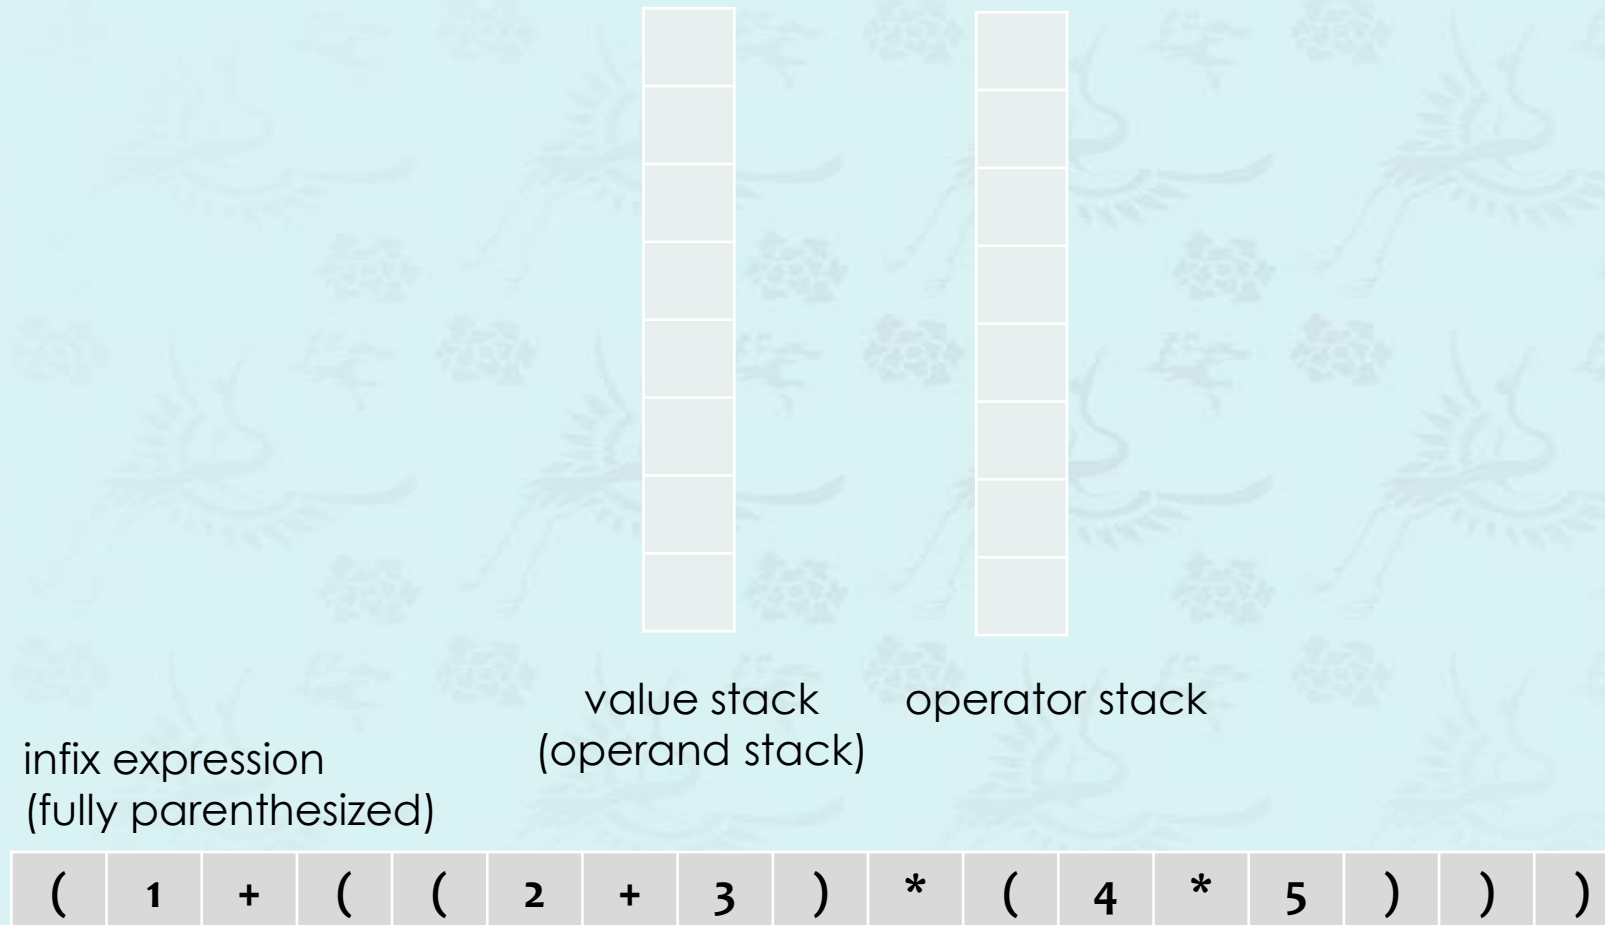 value stack
(operand stack)
operator stack
infix expression
(fully parenthesized)
( 1 + ( ( 2 + 3 ) * ( 4 * 5 ) ) )